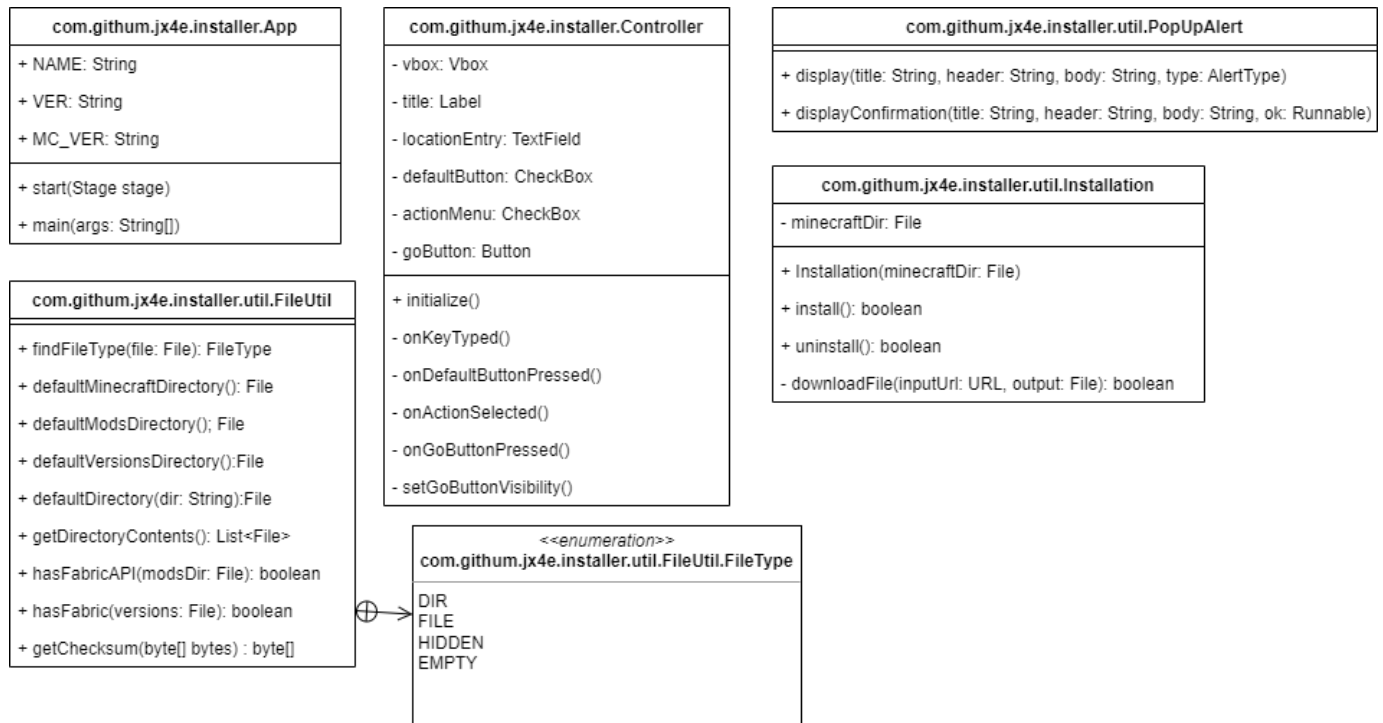 com.githum.jx4e.installer.App
+ NAME: String
+ VER: String
+ MC_VER: String
+ start(Stage stage)
+ main(args: String[])
com.githum.jx4e.installer.Controller
- vbox: Vbox
- title: Label
- locationEntry: TextField
- defaultButton: CheckBox
- actionMenu: CheckBox
- goButton: Button
+ initialize()
- onKeyTyped()
- onDefaultButtonPressed()
- onActionSelected()
- onGoButtonPressed()
- setGoButtonVisibility()
com.githum.jx4e.installer.util.PopUpAlert
+ display(title: String, header: String, body: String, type: AlertType)
+ displayConfirmation(title: String, header: String, body: String, ok: Runnable)
com.githum.jx4e.installer.util.Installation
- minecraftDir: File
+ Installation(minecraftDir: File)
+ install(): boolean
+ uninstall(): boolean
- downloadFile(inputUrl: URL, output: File): boolean
com.githum.jx4e.installer.util.FileUtil
+ findFileType(file: File): FileType
+ defaultMinecraftDirectory(): File
+ defaultModsDirectory(); File
+ defaultVersionsDirectory():File
+ defaultDirectory(dir: String):File
+ getDirectoryContents(): List<File>
+ hasFabricAPI(modsDir: File): boolean
+ hasFabric(versions: File): boolean
+ getChecksum(byte[] bytes) : byte[]
<<enumeration>>
com.githum.jx4e.installer.util.FileUtil.FileType
DIR
FILE
HIDDEN
EMPTY